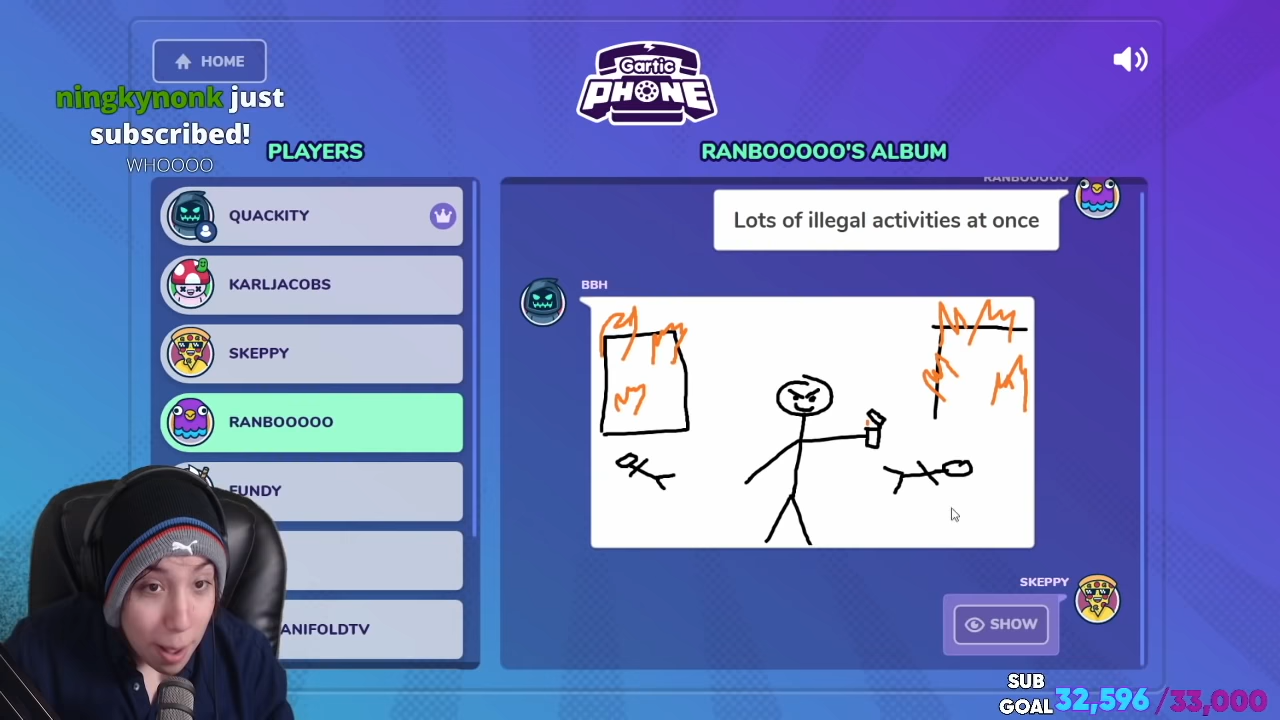 HOME
ningkynonk just
subscribed!
WHOOOO
Gartic
PHONE
PLAYERS
QUACKITY
KARLJACOBS
SKEPPY
RANBOOOOO
FUNDY
ANIFOLDTV
RANBOOOOO'S ALBUM
RANBOOOOO
Lots of illegal activities at once
BBH
SKEPPY
SHOW
SUB
GOAL 32,596 /33,000